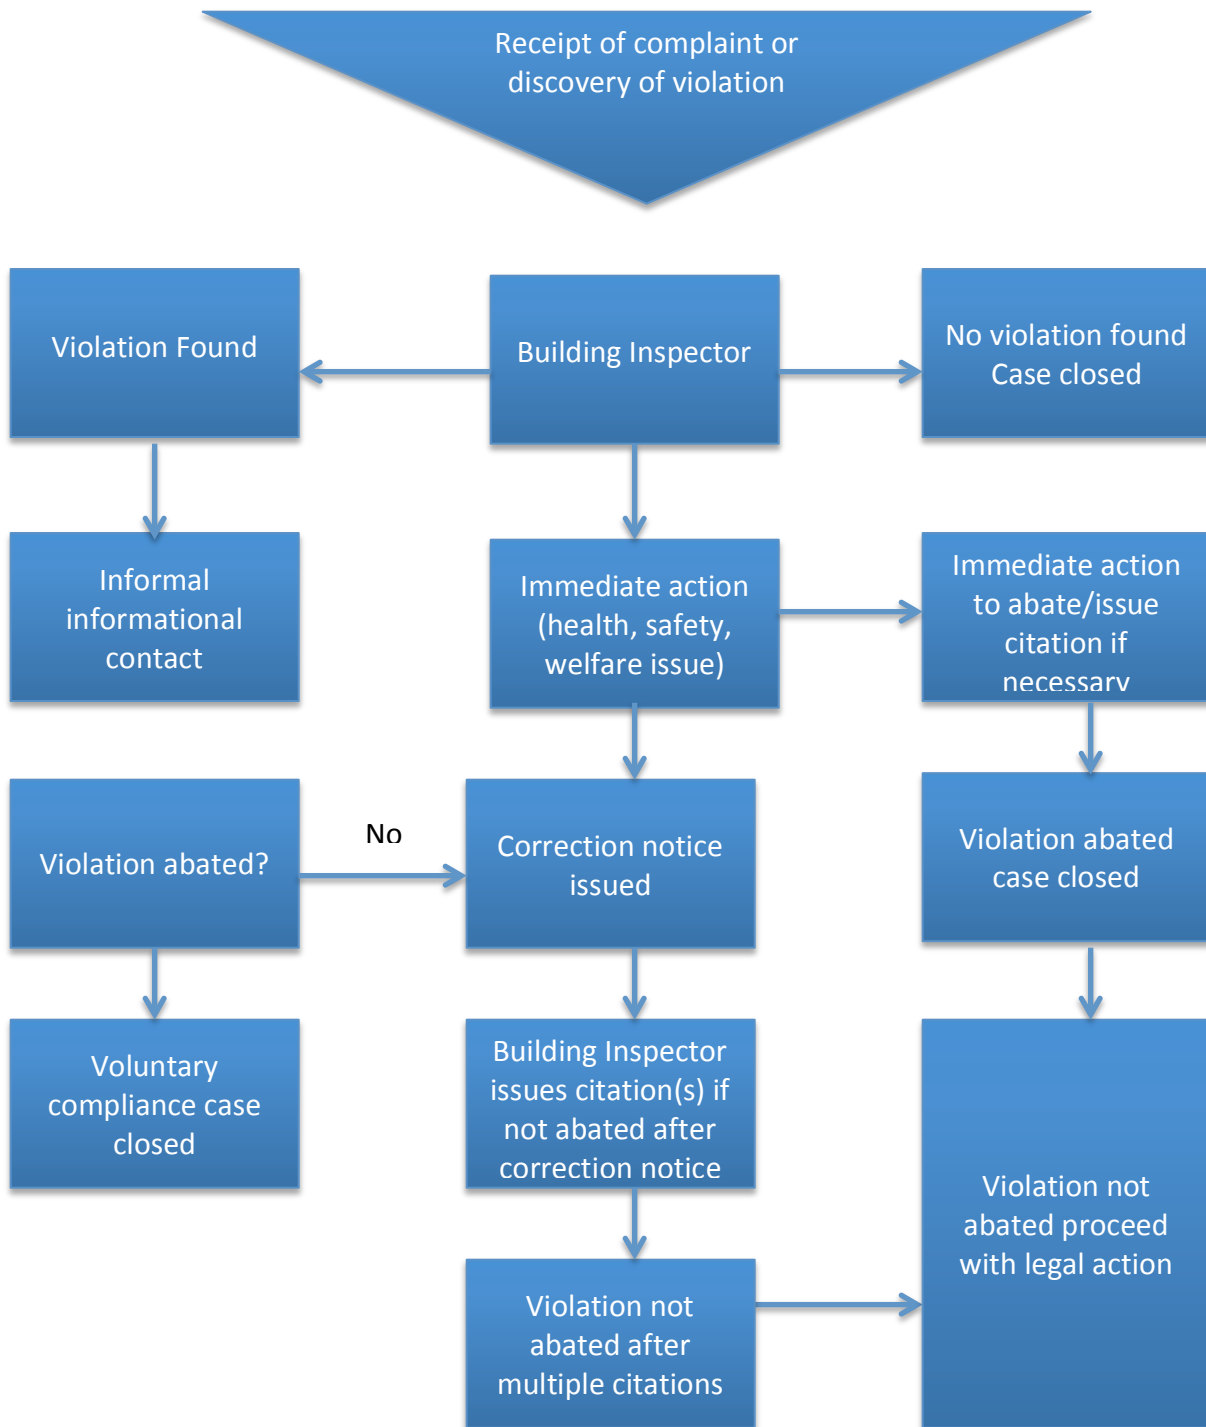 Receipt of complaint or
discovery of violation
Violation Found
Building Inspector
No violation found
Case closed
Informal
informational
contact
Immediate action
(health, safety,
welfare issue)
Immediate action
to abate/issue
citation if
necessary
Violation abated?
No
Correction notice
issued
Violation abated
case closed
Voluntary
compliance case
closed
Building Inspector
issues citation(s) if
not abated after
correction notice
Violation not
abated proceed
with legal action
Violation not
abated after
multiple citations